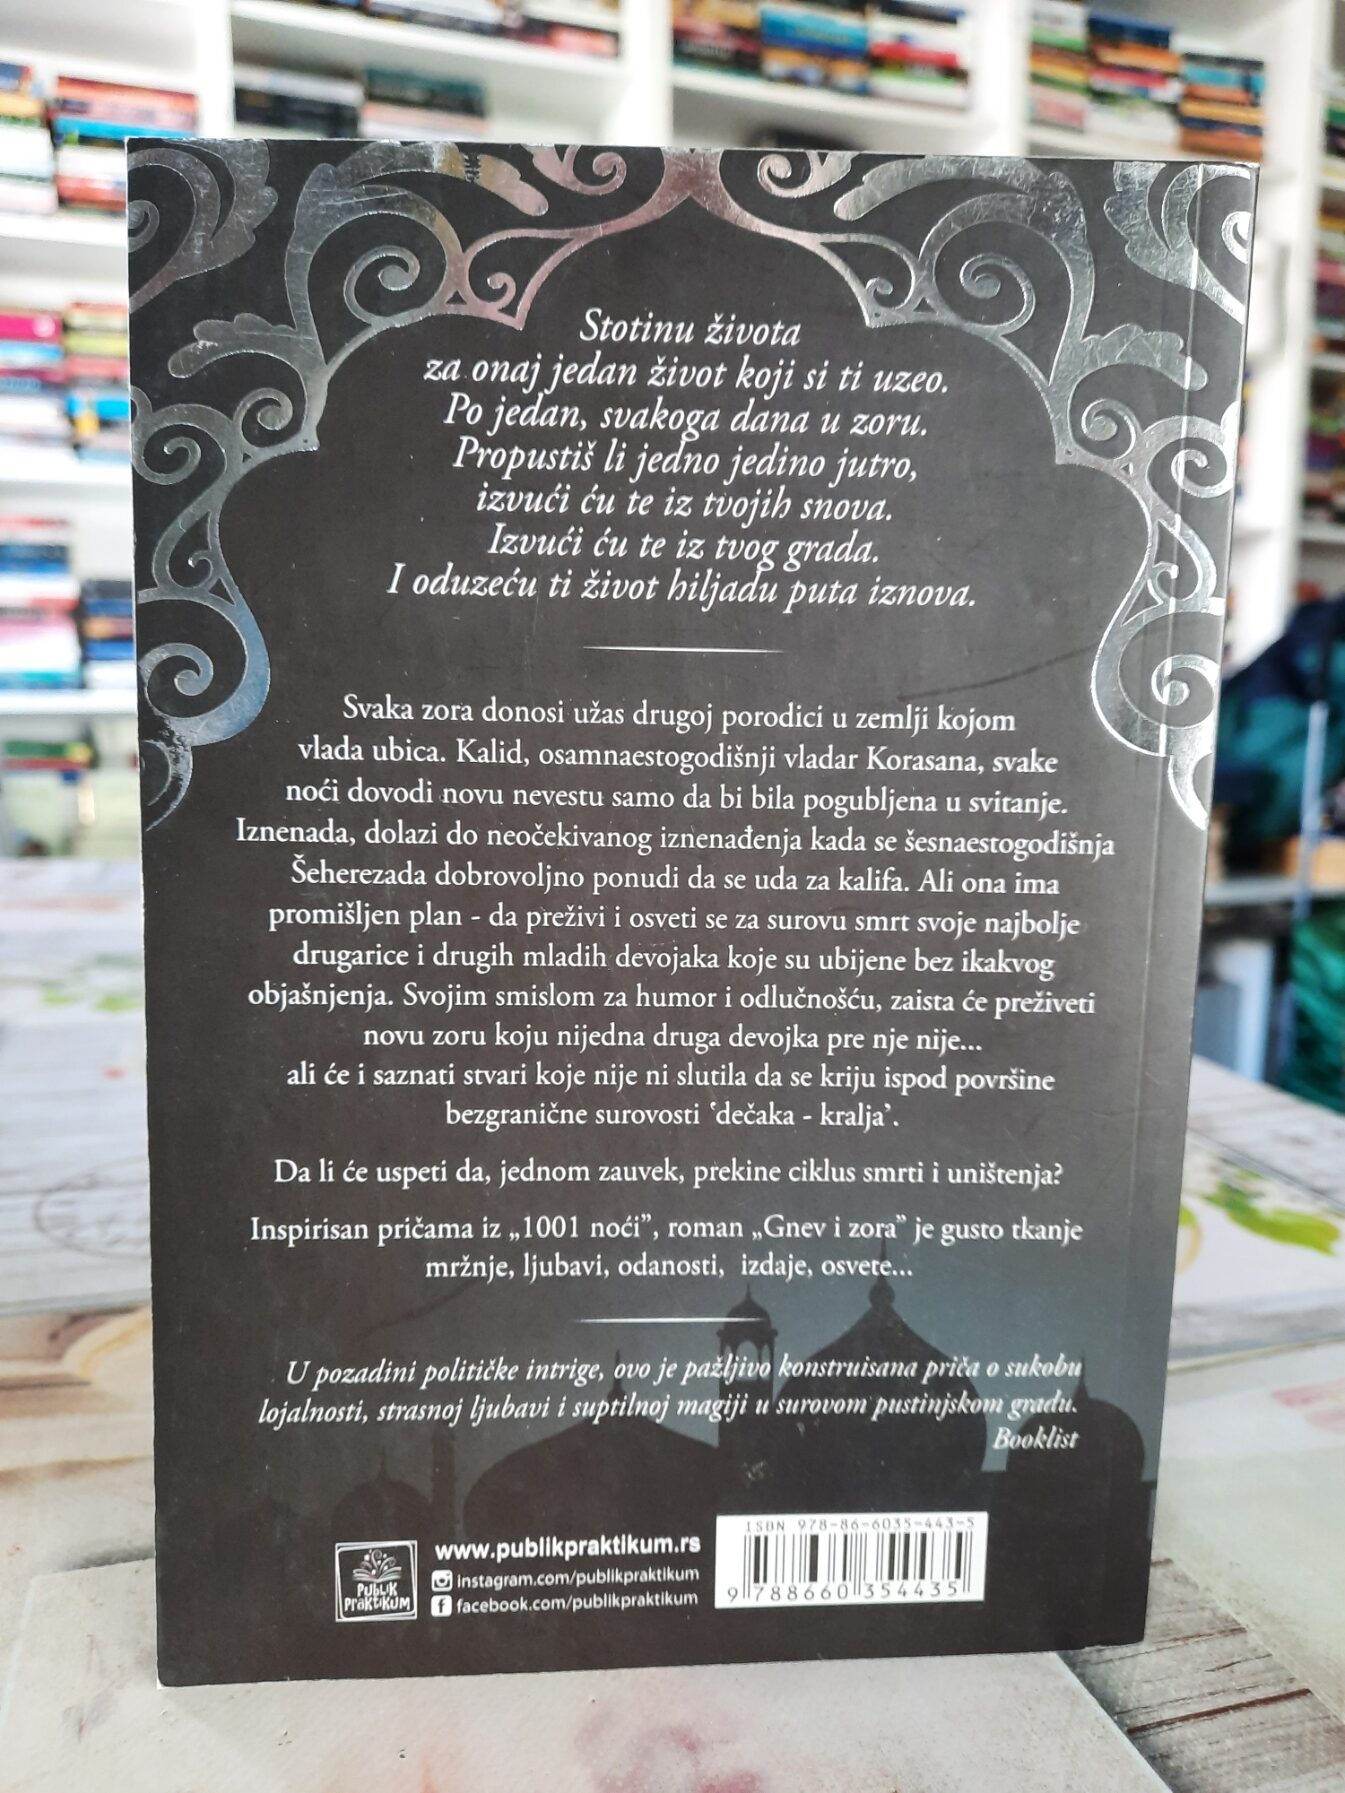 Stotinu života
za onaj jedan život koji si ti uzeo.
Po jedan, svakoga dana u zoru.
Propustiš li jedno jedino jutro,
izvući ću te iz tvojih snova.
Izvući ću te iz tvog grada.
I oduzeću ti život hiljadu puta iznova.
Svaka zora donosi užas drugoj porodici u zemlji kojom
vlada ubica. Kalid, osamnaestogodišnji vladar Korasana, svake
noći dovodi novu nevestu samo da bi bila pogubljena u svitanje.
Iznenada, dolazi do neočekivanog iznenađenja kada se šesnaestogodišnja
Šeherezada dobrovoljno ponudi da se uda za kalifa. Ali ona ima
promišljen plan - da preživi i osveti se za surovu smrt svoje najbolje
drugarice i drugih mladih devojaka koje su ubijene bez ikakvog
objašnjenja. Svojim smislom za humor i odlučnošću, zaista će preživeti
novu zoru koju nijedna druga devojka pre nje nije...
ali će i saznati stvari koje nije ni slutila da se kriju ispod površine
bezgranične surovosti ‘dečaka - kralja’.
Da li će uspeti da, jednom zauvek, prekine ciklus smrti i uništenja?
Inspirisan pričama iz „1001 noći”, roman „Gnev i zora” je gusto tkanje
mržnje, ljubavi, odanosti, izdaje, osvete...
U pozadini političke intrige, ovo je pažljivo konstruisana priča o sukobu
lojalnosti, strasnoj ljubavi i suptilnoj magiji u surovom pustinjskom gradu.
Booklist
PUBLIK
PRAKTIKUM
www.publikpraktikum.rs
instagram.com/publikpraktikum
facebook.com/publikpraktikum
ISBN 978-86-6035-443-5
9 788660 354435